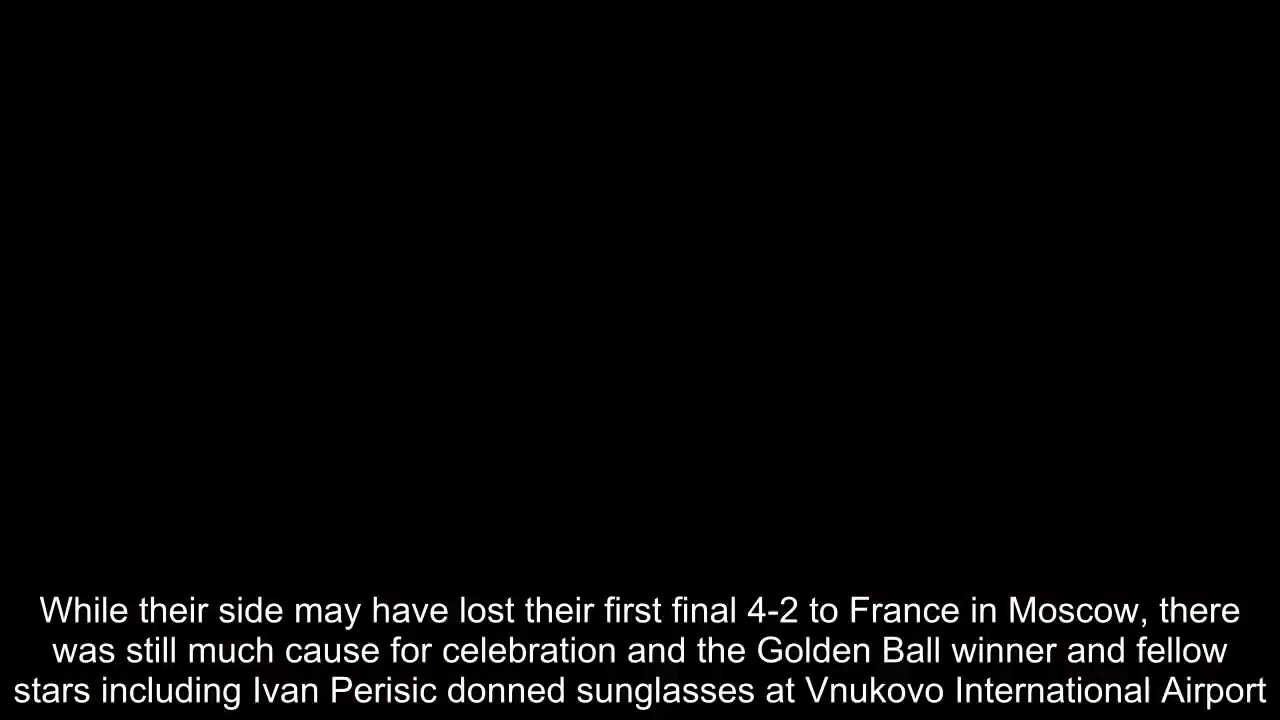 While their side may have lost their first final 4-2 to France in Moscow, there
was still much cause for celebration and the Golden Ball winner and fellow
stars including Ivan Perisic donned sunglasses at Vnukovo International Airport